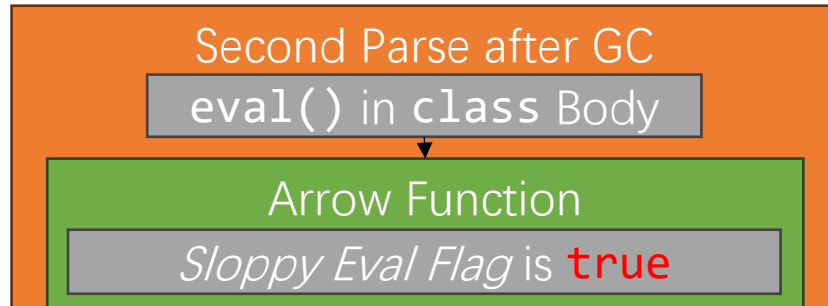 Second Parse after GC
eval() in class Body
Arrow Function
Sloppy Eval Flag is true